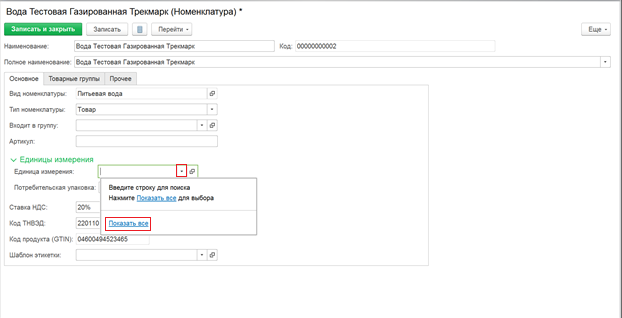 Вода Тестовая Газированная Трекмарк (Номенклатура) *
Записать и закрыть Записать Перейти Еще
Наименование: Вода Тестовая Газированная Трекмарк Код: 00000000002
Полное наименование: Вода Тестовая Газированная Трекмарк
Основное Товарные группы Прочее
Вид номенклатуры: Питьевая вода
Тип номенклатуры: Товар
Входит в группу:
Артикул:
Единицы измерения
Единица измерения:
Введите строку для поиска
Потребительская упаковка:
Нажмите Показать все для выбора
Ставка НДС: 20%
Код ТНВЭД: 220110
Показать все
Код продукта (GTIN): 04600494523465
Шаблон этикетки: